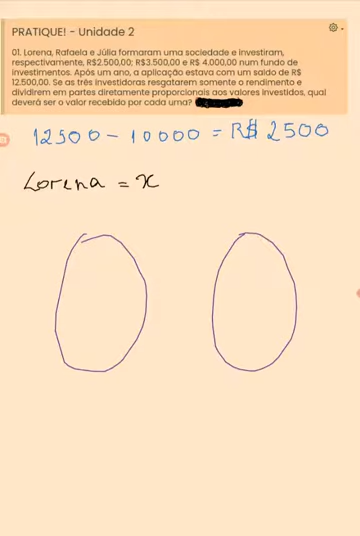 PRATIQUE! - Unidade 2
01. Lorena, Rafaela e Júlia formaram uma sociedade e investiram,
respectivamente, R$2.500,00; R$3.500,00 e R$ 4.000,00 num fundo de
investimentos. Após um ano, a aplicação estava com um saldo de R$
12.500,00. Se as três investidoras resgatarem somente o rendimento e
dividirem em partes diretamente proporcionais aos valores investidos, qual
deverá ser o valor recebido por cada uma?
12500 - 10000 = R$ 2500
Lorena = x